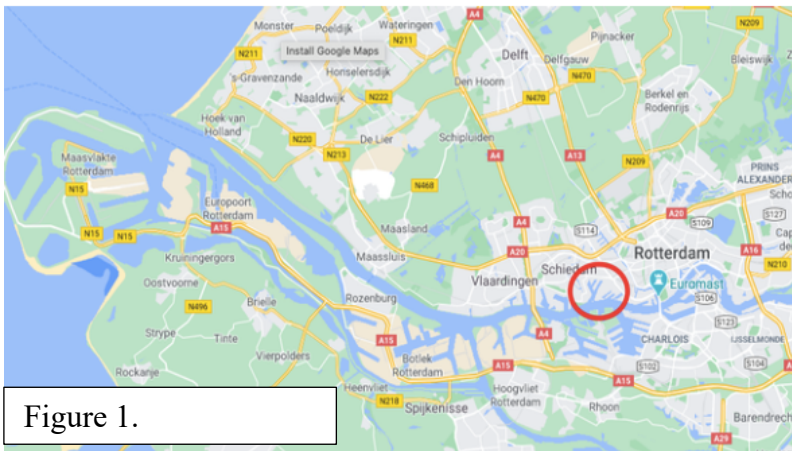 Monster
Poeldijk
Wateringen
A4
N209
N211
N211
Install Google Maps
Pijnacker
Delft
Delfgauw
Bleiswijk
Honselersdijk
's-Gravenzande
Naaldwijk
N222
Den Hoorn
N470
N470
Berkel en
Rodenrijs
Hoek van
Holland
N220
De Lier
Schipluiden
N213
A4
A13
N209
Maasvlakte
Rotterdam
N15
N468
PRINS
ALEXANDER
Europoort
Rotterdam
A15
Maasland
A4
A20
S114
A20
S109
S127
N15
N15
Kruiningergors
Maassluis
Rotterdam
A16
N210
Oostvoorne
Vlaardingen
Schiedam
Euromast
S106
N496
Brielle
Rozenburg
S123
Strype
Tinte
A15
A4
CHARLOIS
IJSSELMONDE
Vierpolders
Botlek
Rotterdam
A15
S102
S104
Rockanje
A15
Heenvliet
N218
Spijkenisse
Hoogvliet
Rotterdam
Rhoon
Barendrecht
A29
Figure 1.